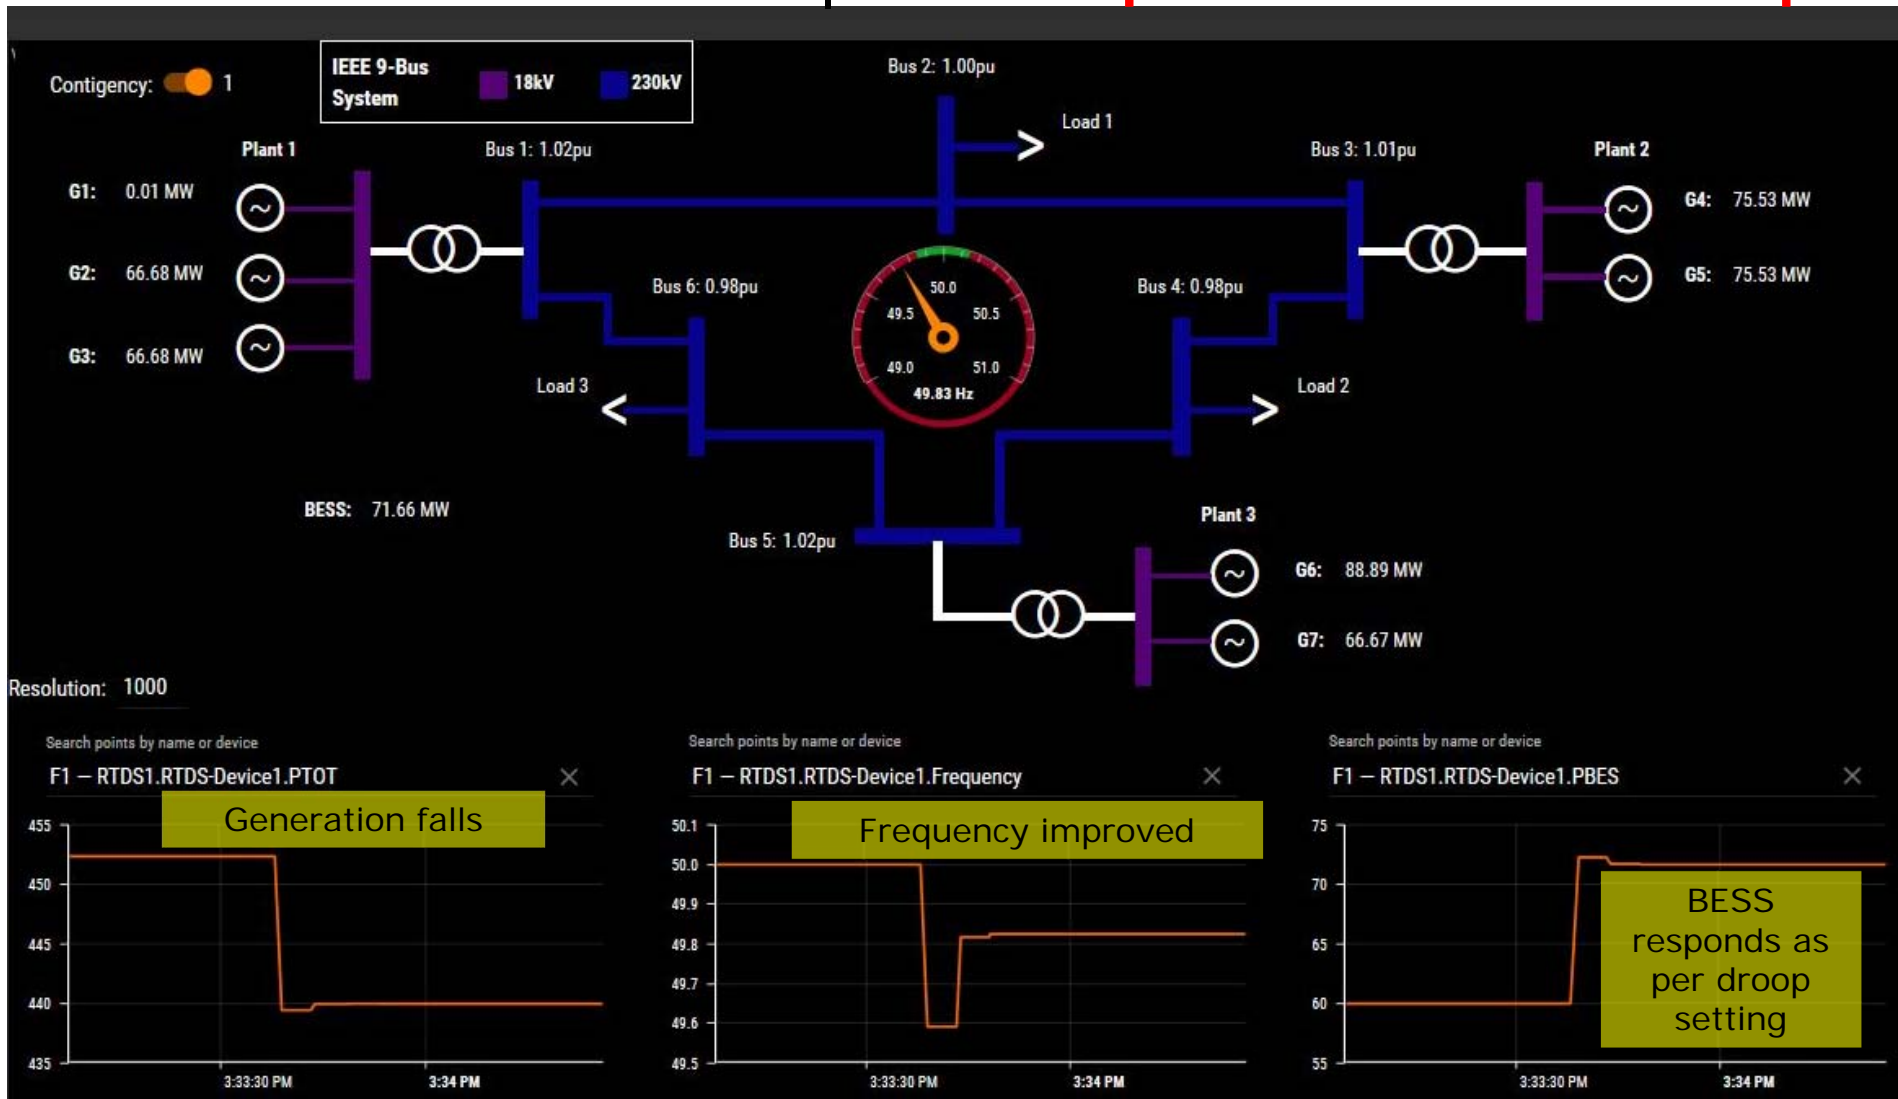 Contigency: 1
IEEE 9-Bus
System
18kV
230kV
Bus 2: 1.00pu
Load 1
Plant 1
Bus 1: 1.02pu
Bus 3: 1.01pu
Plant 2
G1: 0.01 MW
G4: 75.53 MW
G2: 66.68 MW
Bus 6: 0.98pu
Bus 4: 0.98pu
G5: 75.53 MW
50.0
49.5
50.5
G3: 66.68 MW
49.0
51.0
49.83 Hz
Load 3
Load 2
BESS: 71.66 MW
Plant 3
Bus 5: 1.02pu
G6: 88.89 MW
G7: 66.67 MW
Resolution: 1000
Search points by name or device
F1 – RTDS1.RTDS-Device1.PTOT
Generation falls
455
450
445
440
435
3:33:30 PM
3:34 PM
Search points by name or device
F1 – RTDS1.RTDS-Device1.Frequency
Frequency improved
50.1
50.0
49.9
49.8
49.7
49.6
49.5
3:33:30 PM
3:34 PM
Search points by name or device
F1 – RTDS1.RTDS-Device1.PBES
75
70
65
60
55
BESS
responds as
per droop
setting
3:33:30 PM
3:34 PM